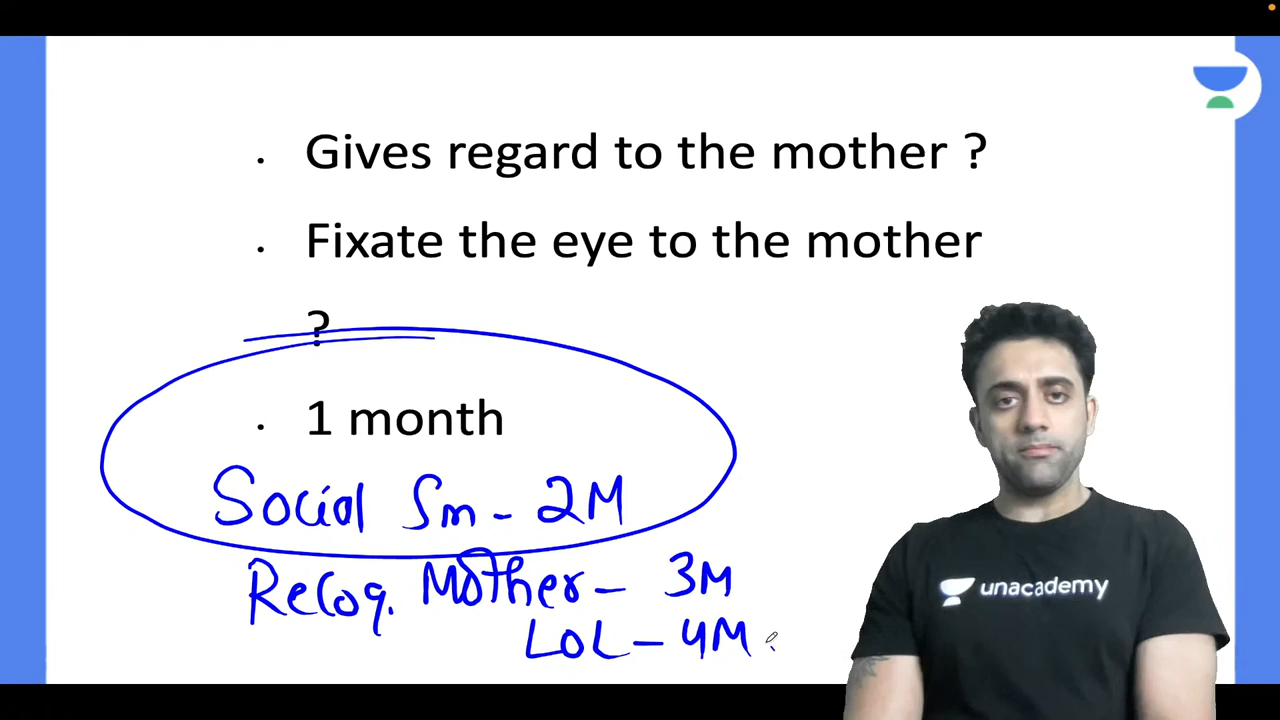 • Gives regard to the mother ?
• Fixate the eye to the mother
?
• 1 month
Social Sm - 2M
Recog. Mother - 3M
LOL - 4M
unacademy